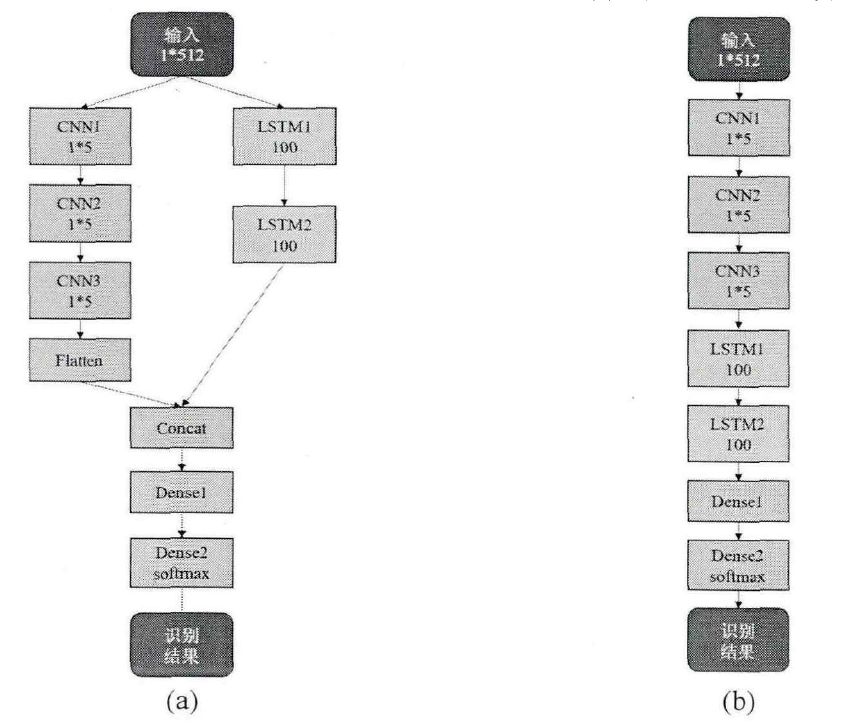 输入
1*512
CNN1
1*5
CNN2
1*5
CNN3
1*5
Flatten
LSTM1
100
LSTM2
100
Concat
Dense1
Dense2
softmax
识别
结果
(a)
输入
1*512
CNN1
1*5
CNN2
1*5
CNN3
1*5
LSTM1
100
LSTM2
100
Dense1
Dense2
softmax
识别
结果
(b)